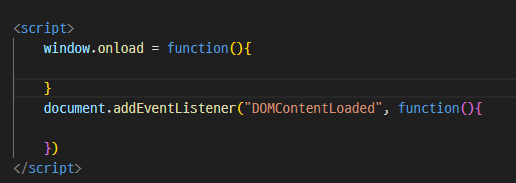 <script>
window.onload = function(){
}
document.addEventListener("DOMContentLoaded", function(){
})
</script>